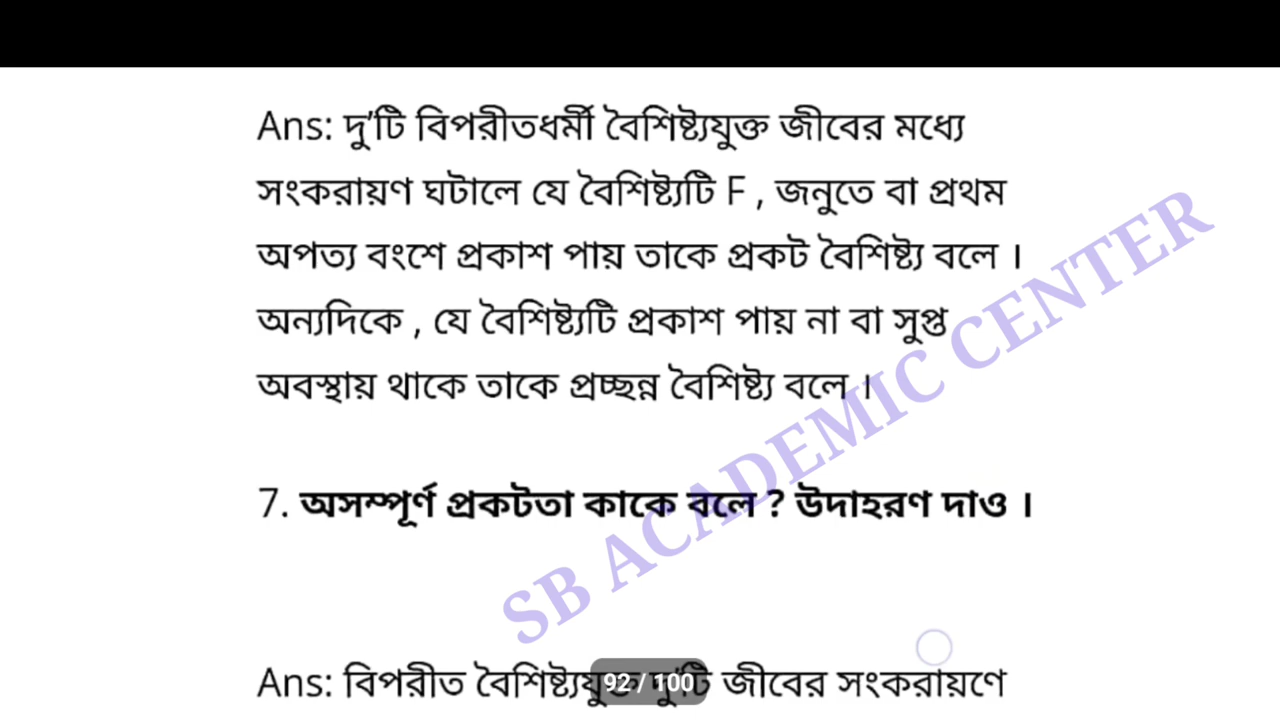 Ans: দু'টি বিপরীতধর্মী বৈশিষ্ট্যযুক্ত জীবের মধ্যে
সংকরায়ণ ঘটালে যে বৈশিষ্ট্যটি F , জনুতে বা প্রথম
অপত্য বংশে প্রকাশ পায় তাকে প্রকট বৈশিষ্ট্য বলে ।
অন্যদিকে , যে বৈশিষ্ট্যটি প্রকাশ পায় না বা সুপ্ত
অবস্থায় থাকে তাকে প্রচ্ছন্ন বৈশিষ্ট্য বলে ।
7. অসম্পূর্ণ প্রকটতা কাকে বলে ? উদাহরণ দাও ।
Ans: বিপরীত বৈশিষ্ট্যযুক্ত দু'টি জীবের সংকরায়ণে
92 / 100
SB ACADEMIC CENTER